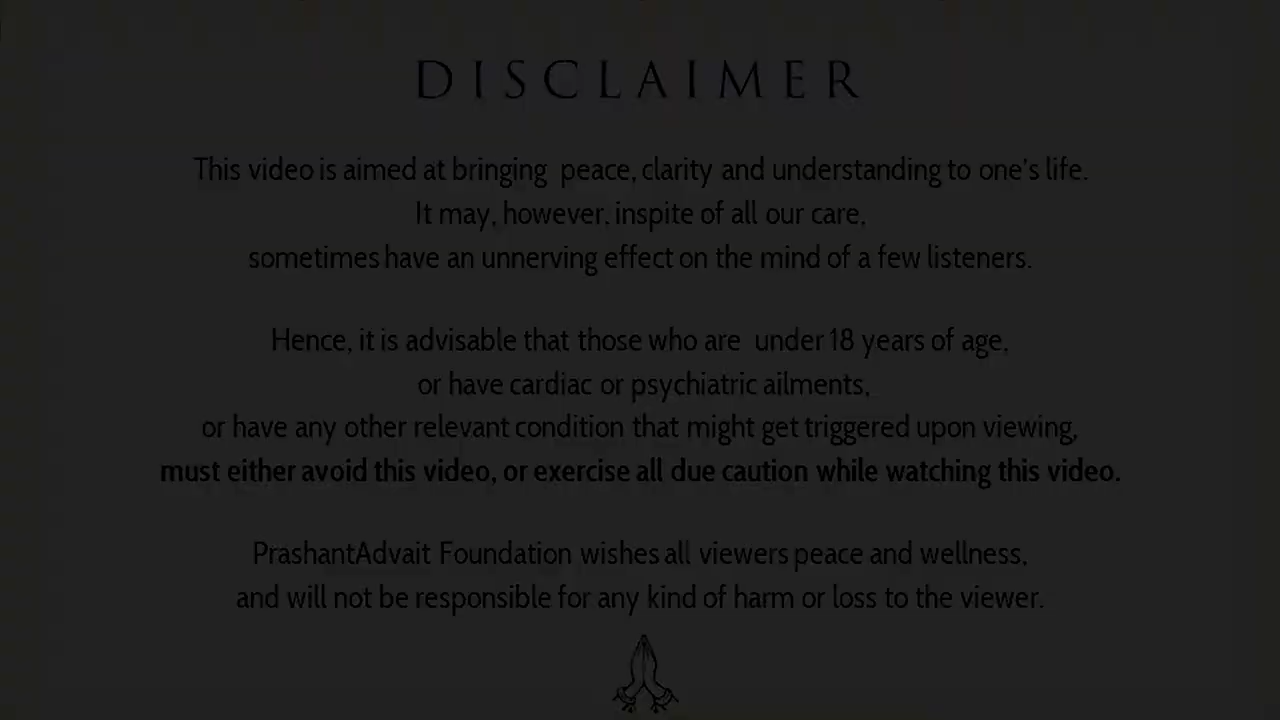 DISCLAIMER
This video is aimed at bringing peace, clarity and understanding to one's life.
It may, however, inspite of all our care,
sometimes have an unnerving effect on the mind of a few listeners.
Hence, it is advisable that those who are under 18 years of age,
or have cardiac or psychiatric ailments,
or have any other relevant condition that might get triggered upon viewing,
must either avoid this video, or exercise all due caution while watching this video.
PrashantAdvait Foundation wishes all viewers peace and wellness,
and will not be responsible for any kind of harm or loss to the viewer.